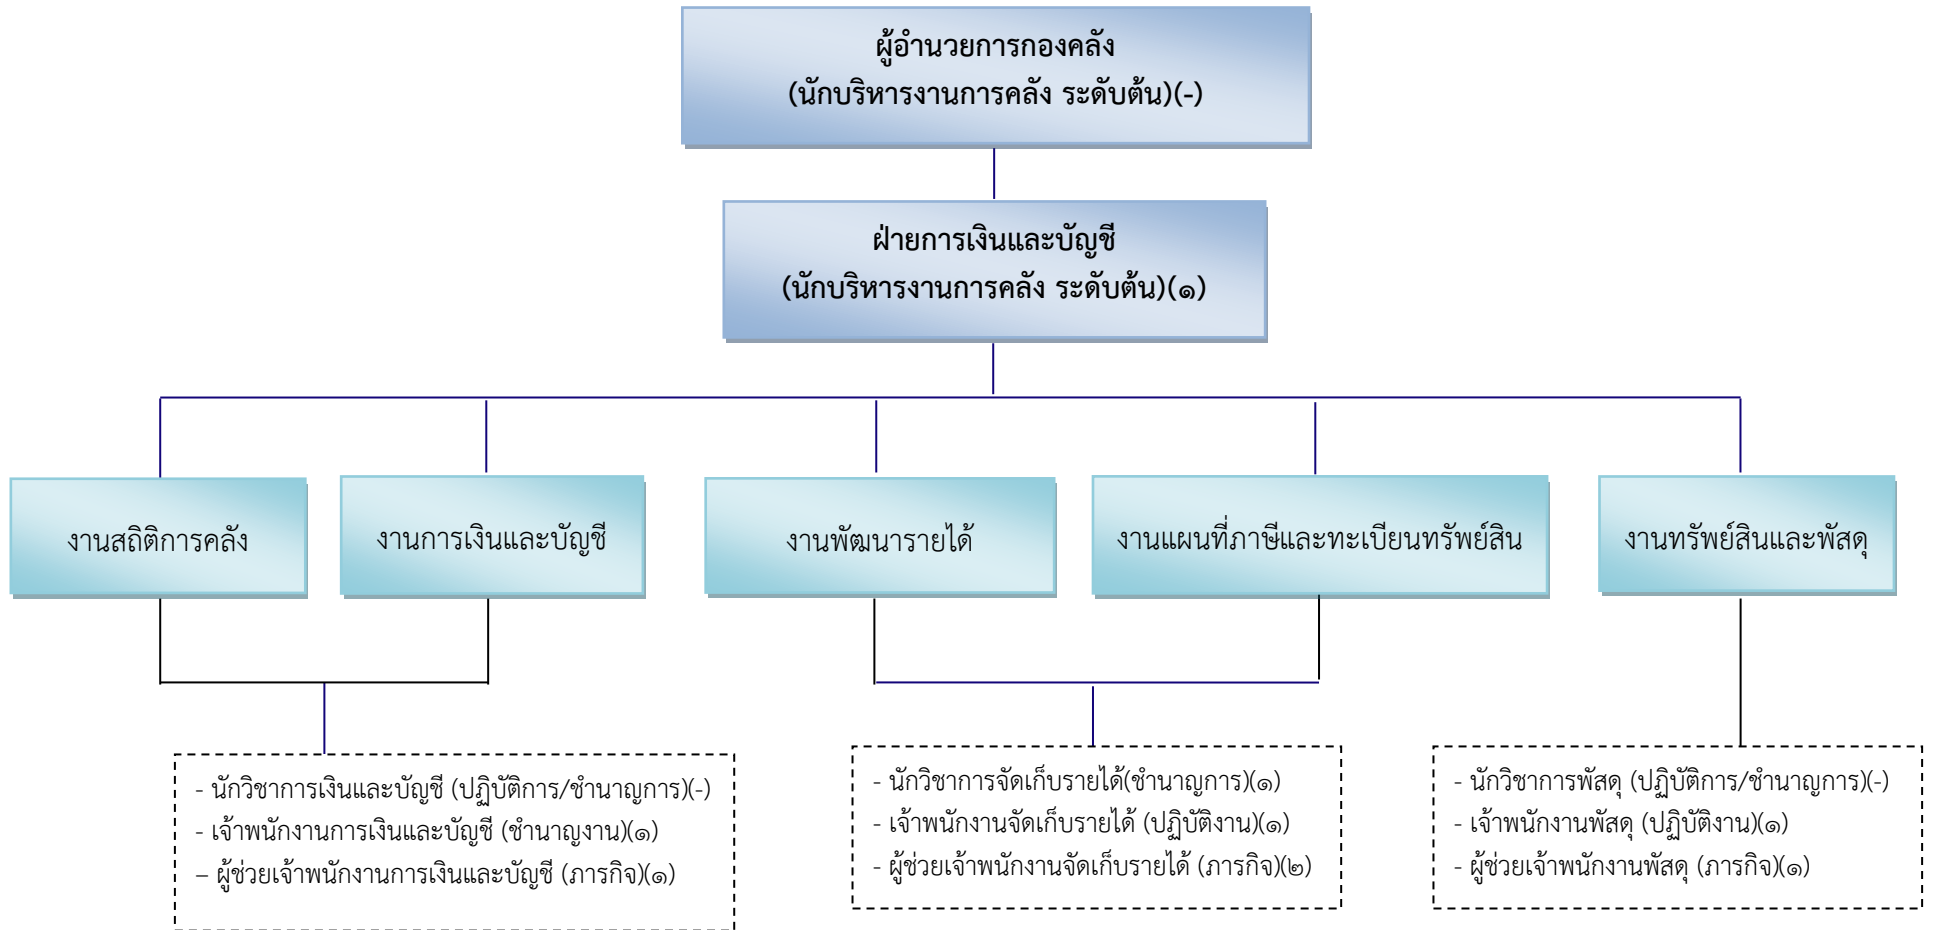 ผู้อำนวยการกองคลัง
(นักบริหารงานการคลัง ระดับต้น)(-)
ฝ่ายการเงินและบัญชี
(นักบริหารงานการคลัง ระดับต้น)(๑)
งานสถิติการคลัง
งานการเงินและบัญชี
งานพัฒนารายได้
งานแผนที่ภาษีและทะเบียนทรัพย์สิน
งานทรัพย์สินและพัสดุ
- นักวิชาการเงินและบัญชี (ปฏิบัติการ/ชำนาญการ)(-)
- เจ้าพนักงานการเงินและบัญชี (ชำนาญงาน)(๑)
– ผู้ช่วยเจ้าพนักงานการเงินและบัญชี (ภารกิจ)(๑)
- นักวิชาการจัดเก็บรายได้(ชำนาญการ)(๑)
- เจ้าพนักงานจัดเก็บรายได้ (ปฏิบัติงาน)(๑)
- ผู้ช่วยเจ้าพนักงานจัดเก็บรายได้ (ภารกิจ)(๒)
- นักวิชาการพัสดุ (ปฏิบัติการ/ชำนาญการ)(-)
- เจ้าพนักงานพัสดุ (ปฏิบัติงาน)(๑)
- ผู้ช่วยเจ้าพนักงานพัสดุ (ภารกิจ)(๑)